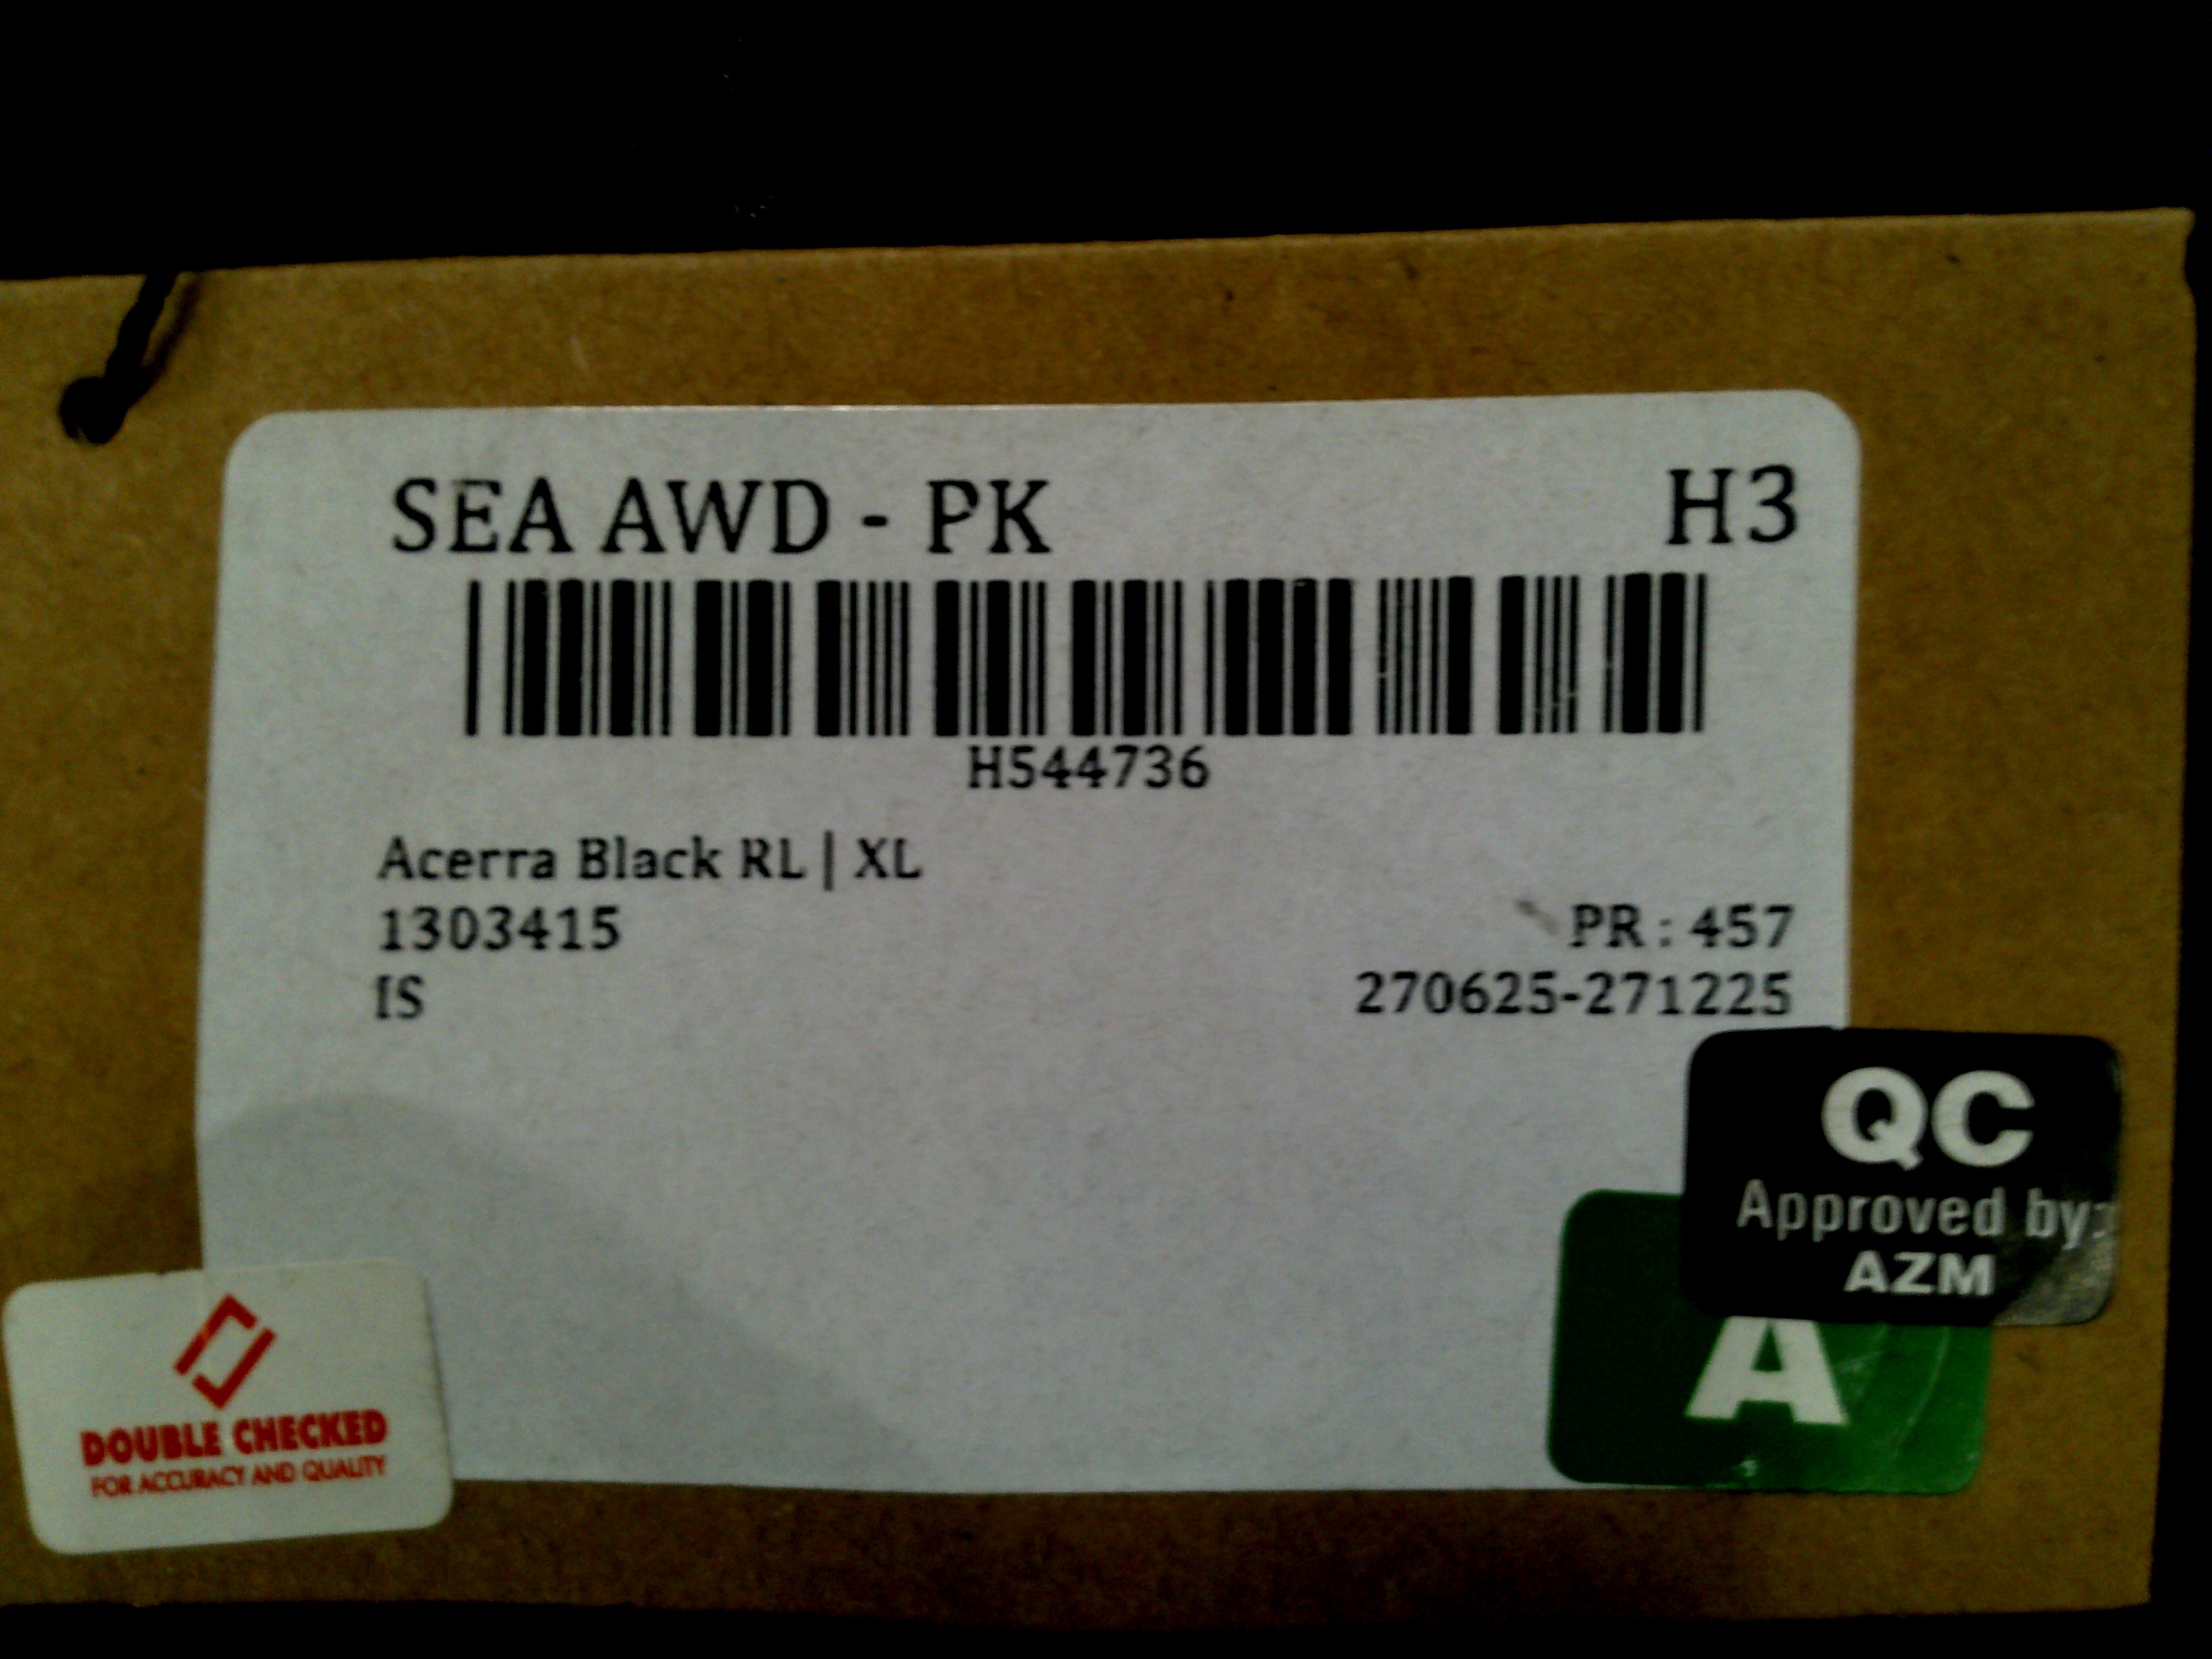 SEA AWD - PK
H3
H544736
Acerra Black RL | XL
1303415
PR : 457
IS
270625-271225
QC
Approved by:
AZM
A
DOUBLE CHECKED
FOR ACCURACY AND QUALITY